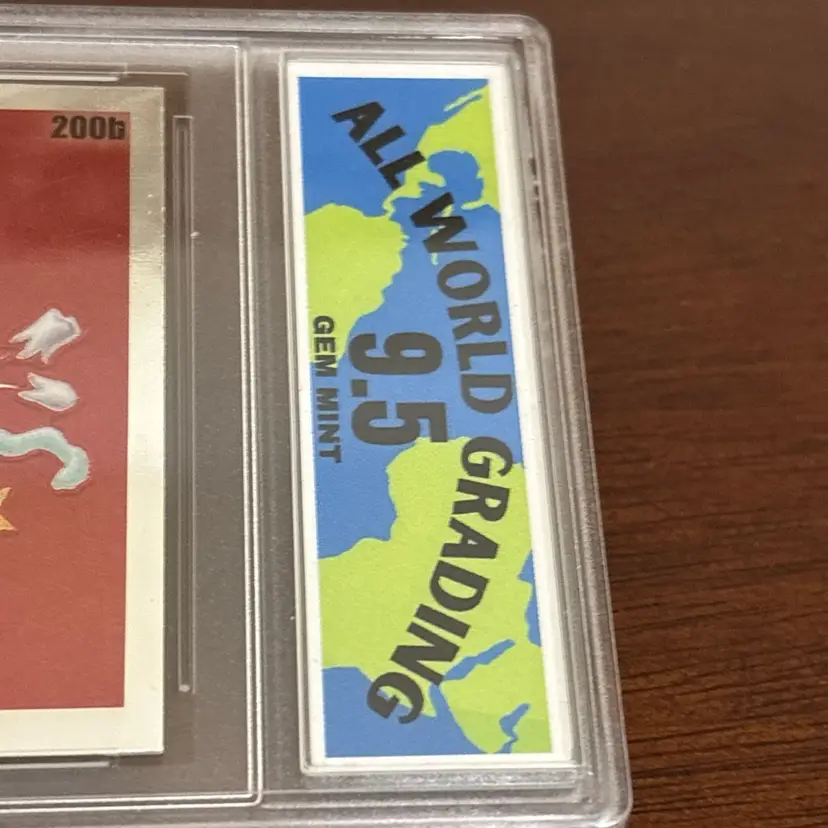 200b
ALL WORLD GRADING
9.5
GEM MINT